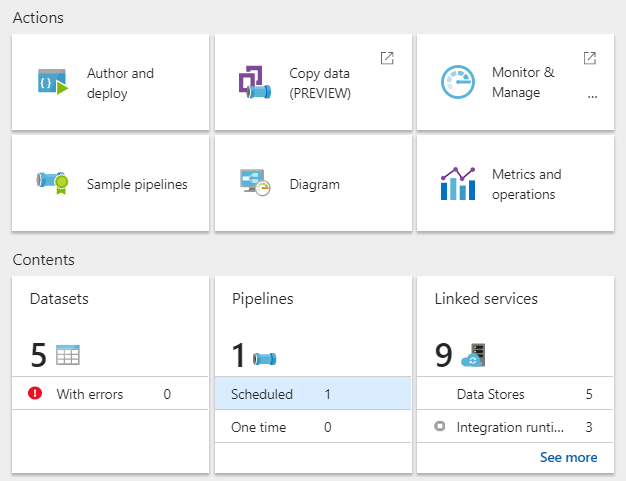 Actions
Author and
deploy
Copy data
(PREVIEW)
Monitor &
Manage
...
Sample pipelines
Diagram
Metrics and
operations
Contents
Datasets
5
With errors 0
Pipelines
1
Scheduled 1
One time 0
Linked services
9
Data Stores 5
Integration runti... 3
See more